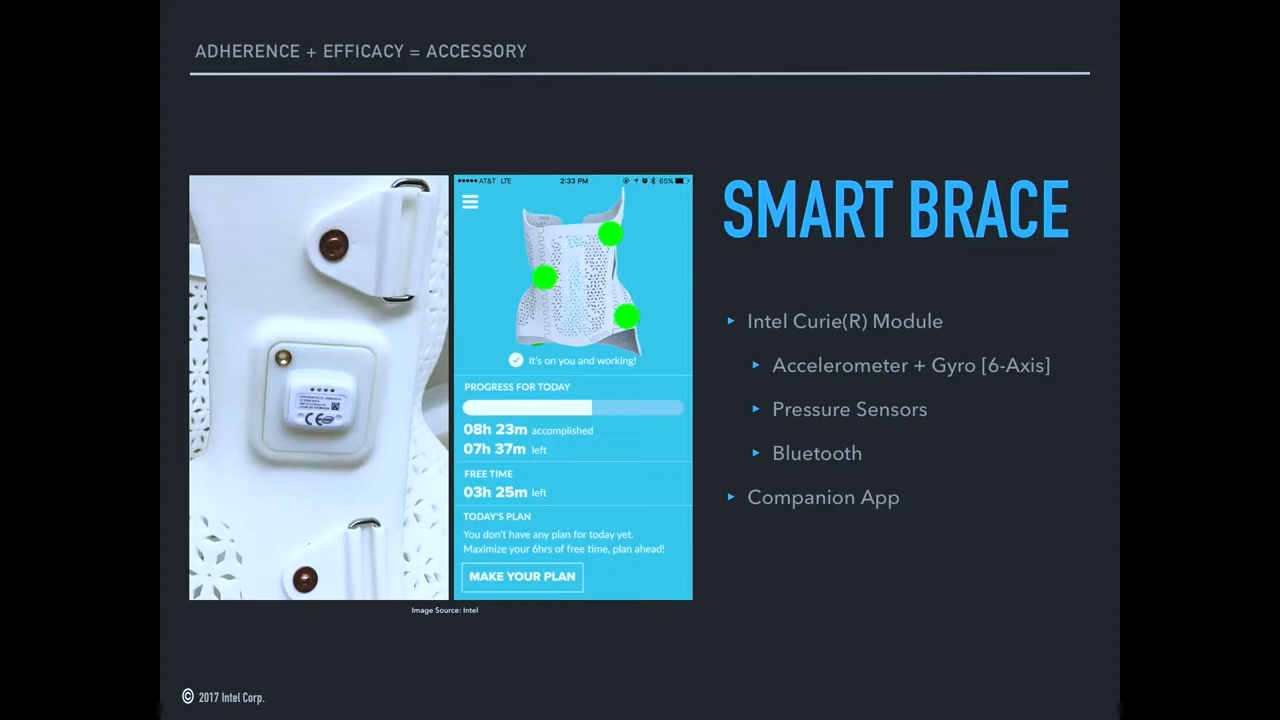 ADHERENCE + EFFICACY = ACCESSORY
AT&T LTE
2:33 PM
65%
It's on you and working!
PROGRESS FOR TODAY
08h 23m accomplished
07h 37m left
FREE TIME
03h 25m left
TODAY'S PLAN
You don't have any plan for today yet.
Maximize your 6hrs of free time, plan ahead!
MAKE YOUR PLAN
CE
Image Source: Intel
SMART BRACE
Intel Curie(R) Module
Accelerometer + Gyro [6-Axis]
Pressure Sensors
Bluetooth
Companion App
© 2017 Intel Corp.